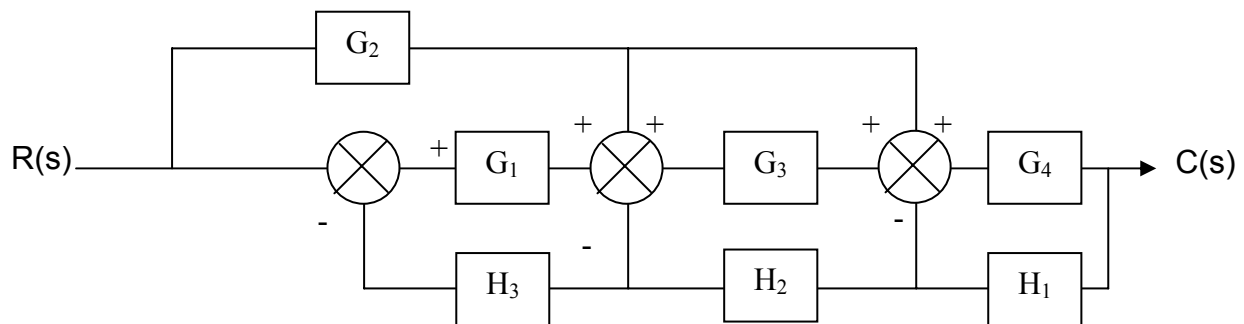 G₂
+ + + +
R(s) + G₁ G₃ G₄ C(s)
- - -
H₃ H₂ H₁